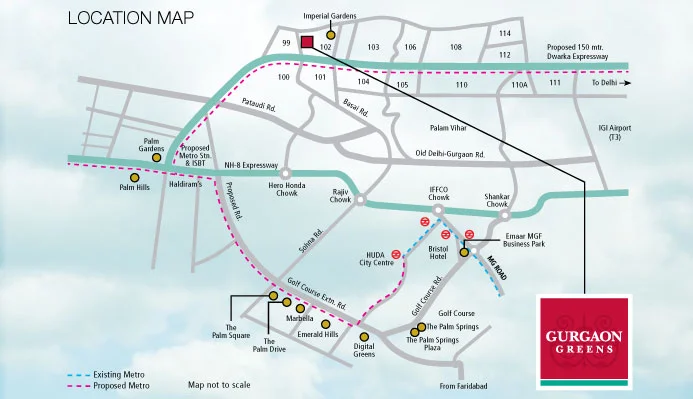 LOCATION MAP
Imperial Gardens
99
102
103
106
108
114
112
Proposed 150 mtr.
Dwarka Expressway
100
101
104
105
110
110A
111
To Delhi
Pataudi Rd.
Basai Rd.
Palam Vihar
IGI Airport
(T3)
Palm
Gardens
Proposed
Metro Stn.
& ISBT
Old Delhi-Gurgaon Rd.
NH-8 Expressway
Palm Hills
Haldiram's
Hero Honda
Chowk
Rajiv
Chowk
IFFCO
Chowk
Shankar
Chowk
Proposed Rd.
Sohna Rd.
HUDA
City Centre
Bristol
Hotel
Emaar MGF
Business Park
MG ROAD
Golf Course Extn. Rd.
Golf Course Rd.
The
Palm Square
The
Palm Drive
Marbella
Emerald Hills
Digital
Greens
Golf Course
The Palm Springs
The Palm Springs
Plaza
GURGAON
GREENS
Existing Metro
Proposed Metro
Map not to scale
From Faridabad